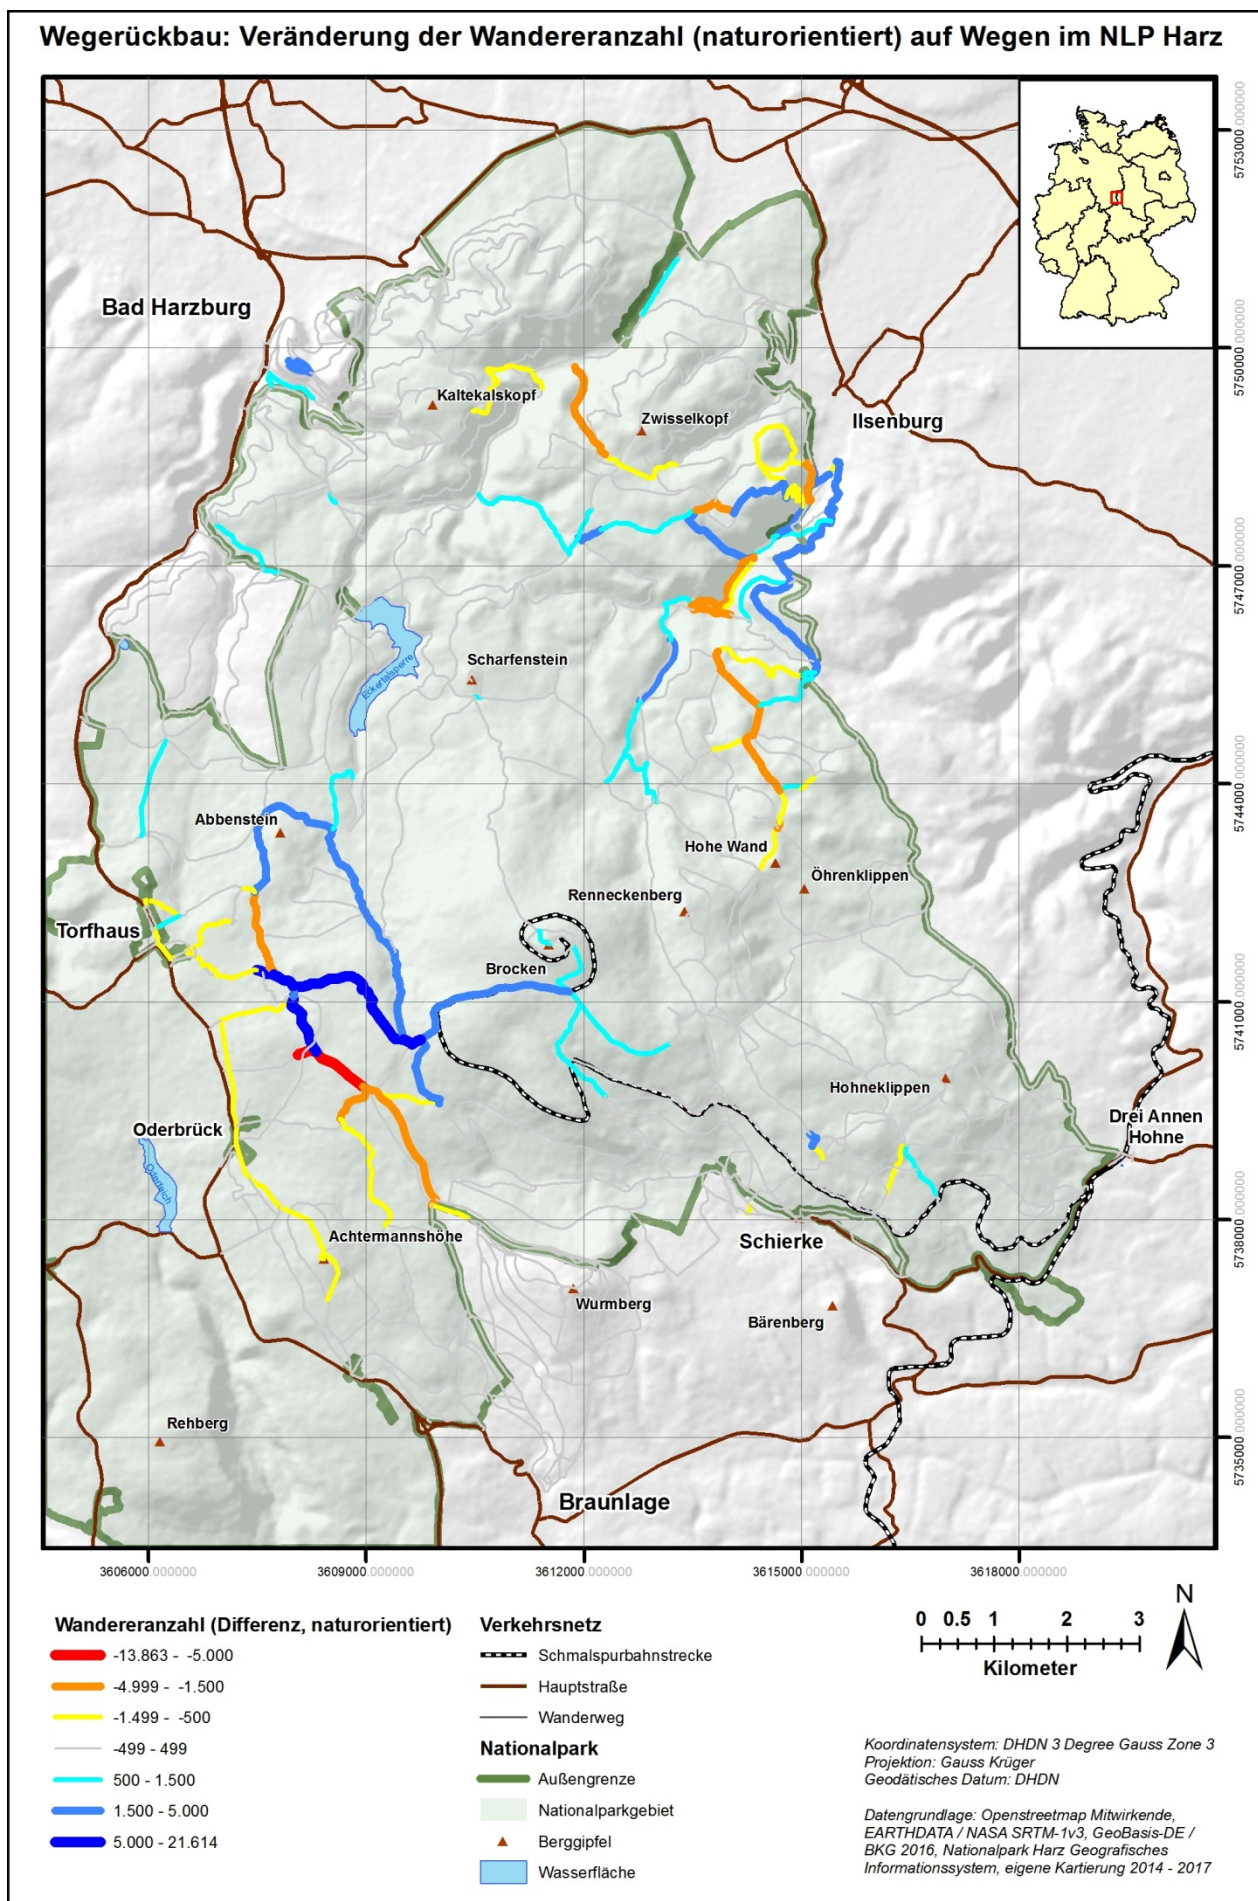 Wegerückbau: Veränderung der Wandereranzahl (naturorientiert) auf Wegen im NLP Harz
Bad Harzburg
Kaltekalskopf
Zwisselkopf
Ilsenburg
Eckertalsperre
Scharfenstein
Abbenstein
Hohe Wand
Öhrenklippen
Renneckenberg
Torfhaus
Brocken
Hohneklippen
Drei Annen
Hohne
Oderbrück
Oderteich
Achtermannshöhe
Schierke
Wurmberg
Bärenberg
Rehberg
Braunlage
5753000.000000
5750000.000000
5747000.000000
5744000.000000
5741000.000000
5738000.000000
5735000.000000
3606000.000000
3609000.000000
3612000.000000
3615000.000000
3618000.000000
Wandereranzahl (Differenz, naturorientiert)
-13.863 - -5.000
-4.999 - -1.500
-1.499 - -500
-499 - 499
500 - 1.500
1.500 - 5.000
5.000 - 21.614
Verkehrsnetz
Schmalspurbahnstrecke
Hauptstraße
Wanderweg
Nationalpark
Außengrenze
Nationalparkgebiet
Berggipfel
Wasserfläche
0 0.5 1 2 3
Kilometer
N
Koordinatensystem: DHDN 3 Degree Gauss Zone 3
Projektion: Gauss Krüger
Geodätisches Datum: DHDN
Datengrundlage: Openstreetmap Mitwirkende,
EARTHDATA / NASA SRTM-1v3, GeoBasis-DE /
BKG 2016, Nationalpark Harz Geografisches
Informationssystem, eigene Kartierung 2014 - 2017